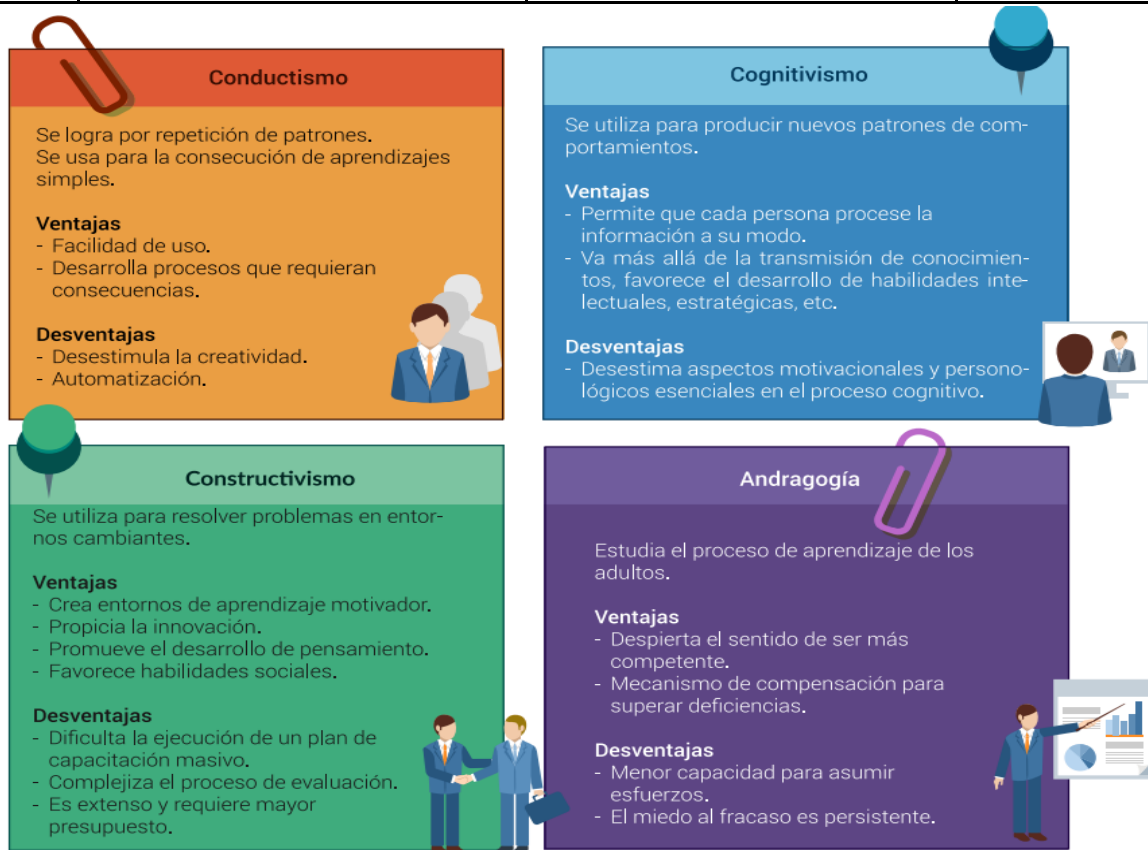 Conductismo
Se logra por repetición de patrones.
Se usa para la consecución de aprendizajes
simples.
Ventajas
- Facilidad de uso.
- Desarrolla procesos que requieran
consecuencias.
Desventajas
- Desestimula la creatividad.
- Automatización.
Cognitivismo
Se utiliza para producir nuevos patrones de com-
portamientos.
Ventajas
- Permite que cada persona procese la
información a su modo.
- Va más allá de la transmisión de conocimien-
tos, favorece el desarrollo de habilidades inte-
lectuales, estratégicas, etc.
Desventajas
- Desestima aspectos motivacionales y persono-
lógicos esenciales en el proceso cognitivo.
Constructivismo
Se utiliza para resolver problemas en entor-
nos cambiantes.
Ventajas
- Crea entornos de aprendizaje motivador.
- Propicia la innovación.
- Promueve el desarrollo de pensamiento.
- Favorece habilidades sociales.
Desventajas
- Dificulta la ejecución de un plan de
capacitación masivo.
- Complejiza el proceso de evaluación.
- Es extenso y requiere mayor
presupuesto.
Andragogía
Estudia el proceso de aprendizaje de los
adultos.
Ventajas
- Despierta el sentido de ser más
competente.
- Mecanismo de compensación para
superar deficiencias.
Desventajas
- Menor capacidad para asumir
esfuerzos.
- El miedo al fracaso es persistente.